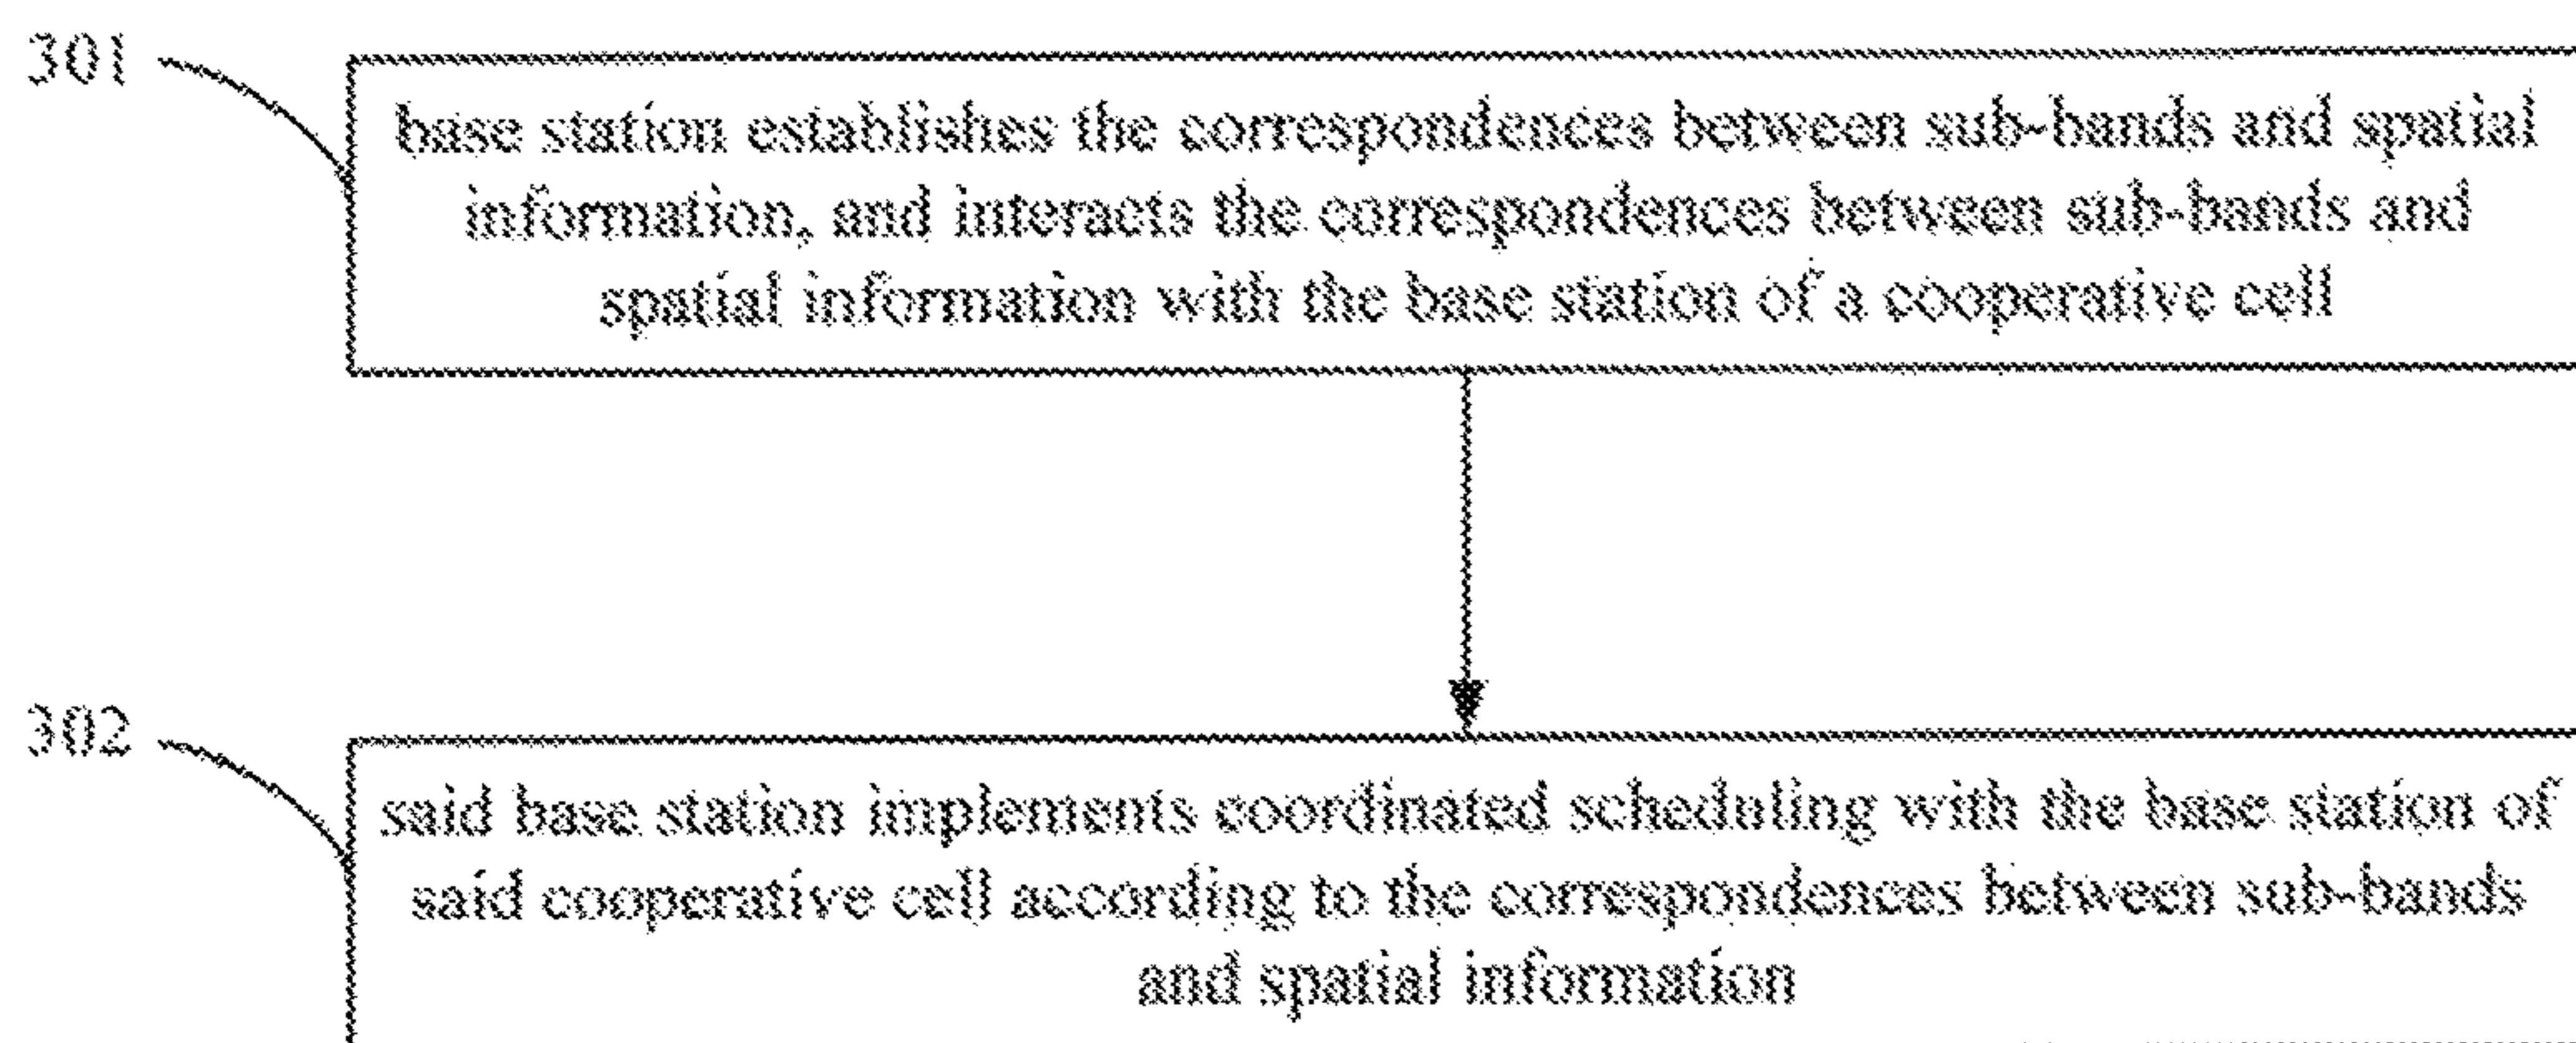 301
base station establishes the correspondences between sub-bands and spatial
information, and interacts the correspondences between sub-bands and
spatial information with the base station of a cooperative cell
302
said base station implements coordinated scheduling with the base station of
said cooperative cell according to the correspondences between sub-bands
and spatial information